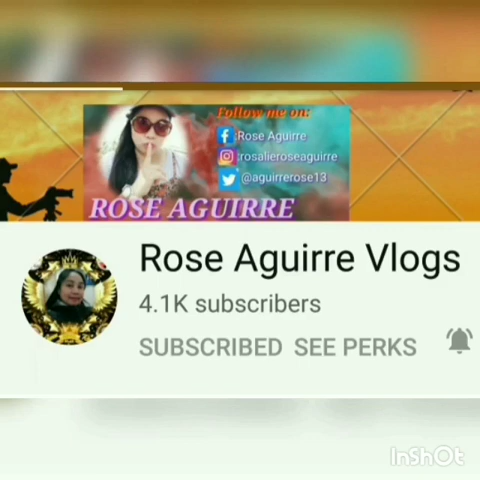 Follow me on:
:Rose Aguirre
:rosalieroseaguirre
:@aguirrerose13
ROSE AGUIRRE
Rose Aguirre Vlogs
4.1K subscribers
SUBSCRIBED SEE PERKS
InShOt